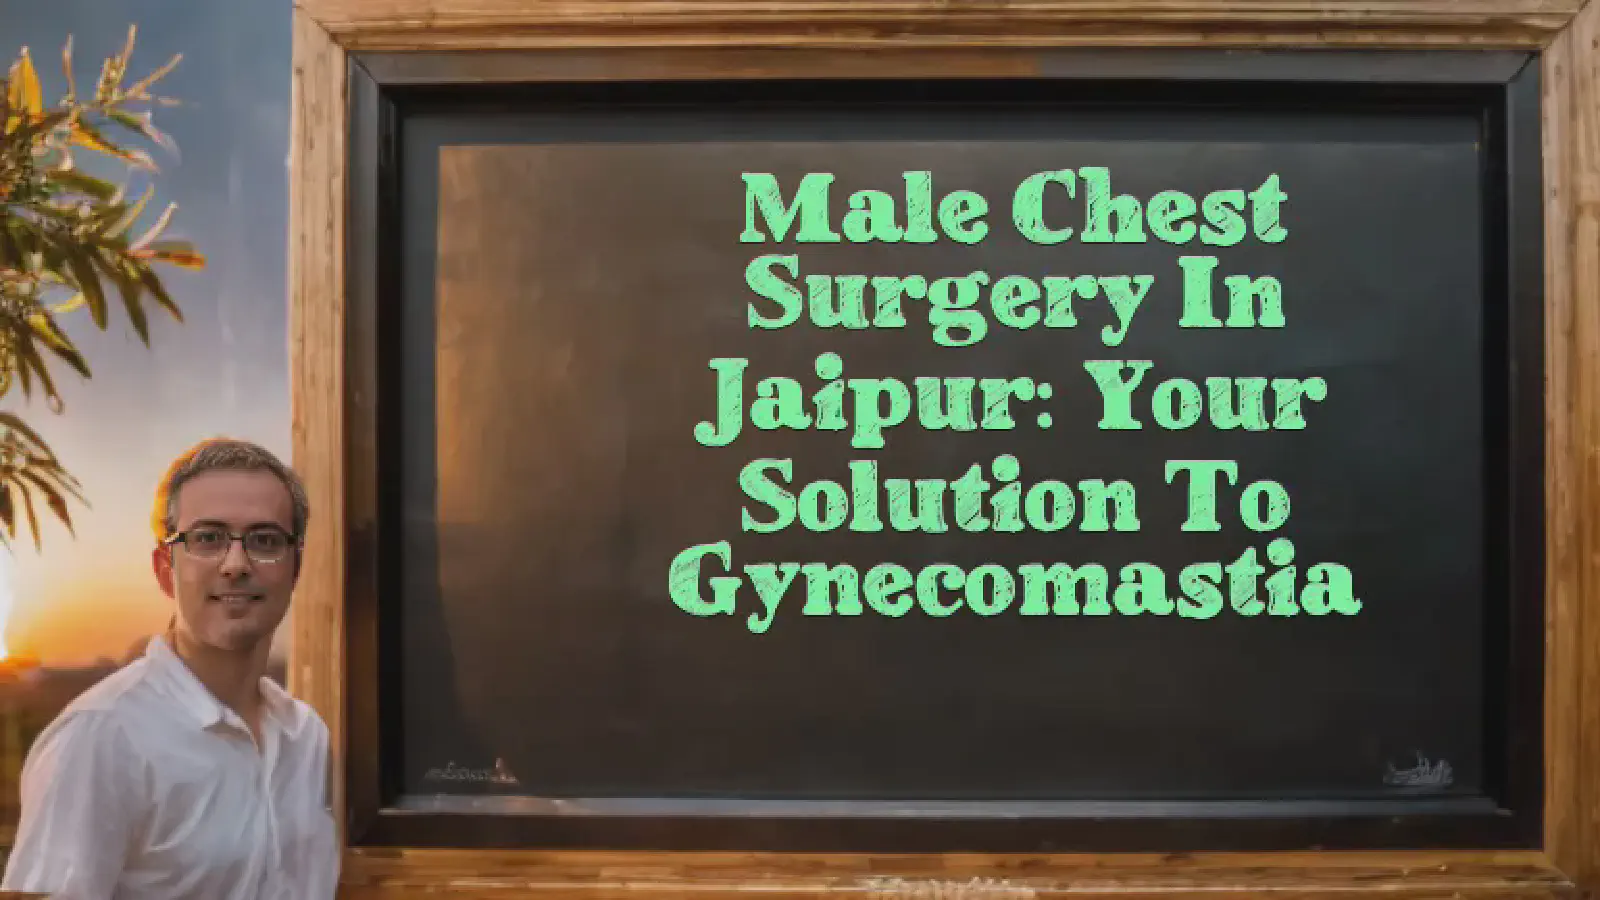 Male Chest
Surgery In
Jaipur: Your
Solution To
Gynecomastia